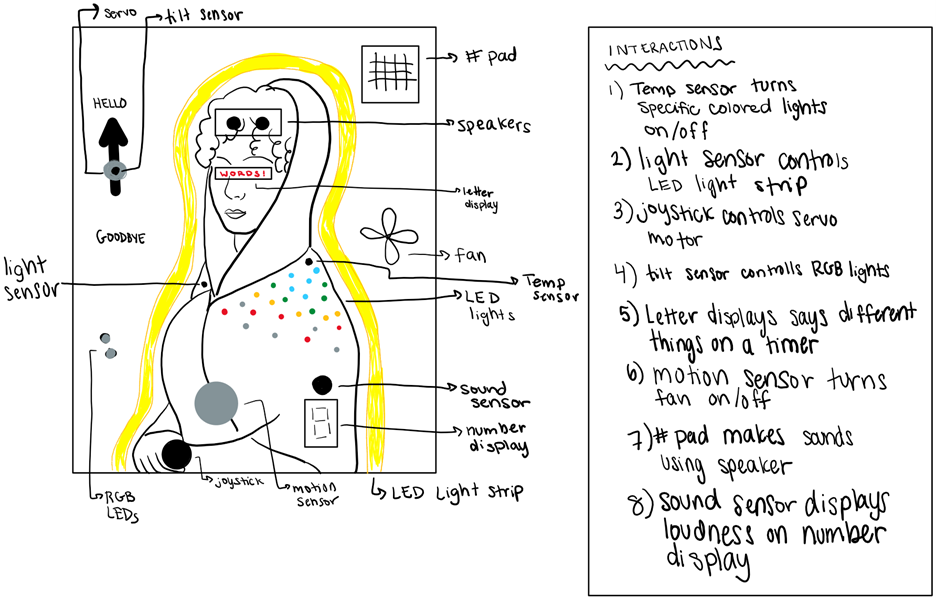 servo
tilt sensor
# pad
HELLO
speakers
WORDS!
letter
display
GOODBYE
fan
light
sensor
Temp
sensor
LED
lights
sound
sensor
number
display
joystick
motion
sensor
LED Light strip
RGB
LEDs
INTERACTIONS
1) Temp sensor turns
specific colored lights
on/off
2) light sensor controls
LED light strip
3) joystick controls servo
motor
4) tilt sensor controlls RGB lights
5) Letter displays says different
things on a timer
6) motion sensor turns
fan on/off
7) # pad makes sounds
using speaker
8) sound sensor displays
loudness on number
display